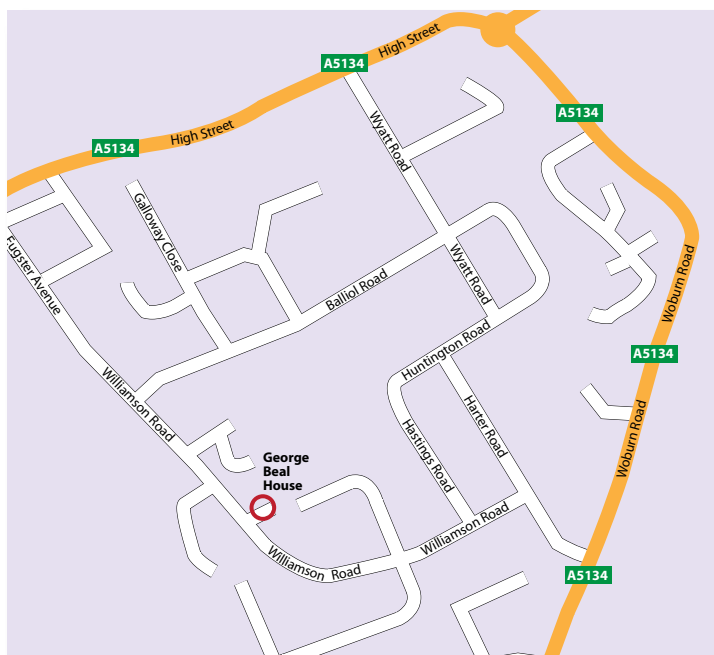 High Street
A5134
A5134
Wyatt Road
A5134
High Street
Galloway Close
Eugster Avenue
Wyatt Road
Balliol Road
Woburn Road
Huntington Road
A5134
Williamson Road
Harter Road
Hastings Road
Woburn Road
George
Beal
House
Williamson Road
Williamson Road
A5134